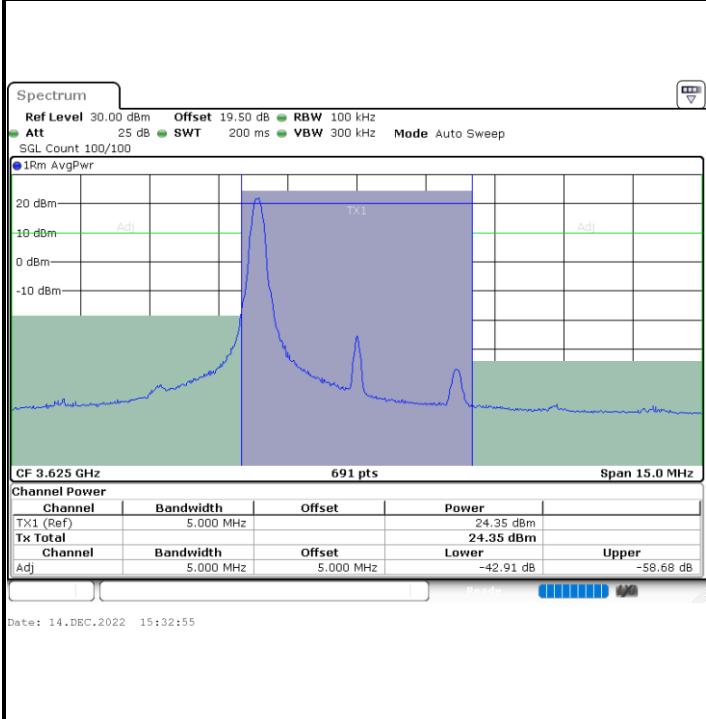 Spectrum
Ref Level 30.00 dBm Offset 19.50 dB RBW 100 kHz
Att 25 dB SWT 200 ms VBW 300 kHz Mode Auto Sweep
SGL Count 100/100
1Rm AvgPwr
20 dBm
TX1
Adj
Adj
10 dBm
0 dBm
-10 dBm
CF 3.625 GHz 691 pts Span 15.0 MHz
Channel Power
Channel Bandwidth Offset Power
TX1 (Ref) 5.000 MHz 24.35 dBm
Tx Total 24.35 dBm
Channel Bandwidth Offset Lower Upper
Adj 5.000 MHz 5.000 MHz -42.91 dB -58.68 dB
Ready
Date: 14.DEC.2022 15:32:55